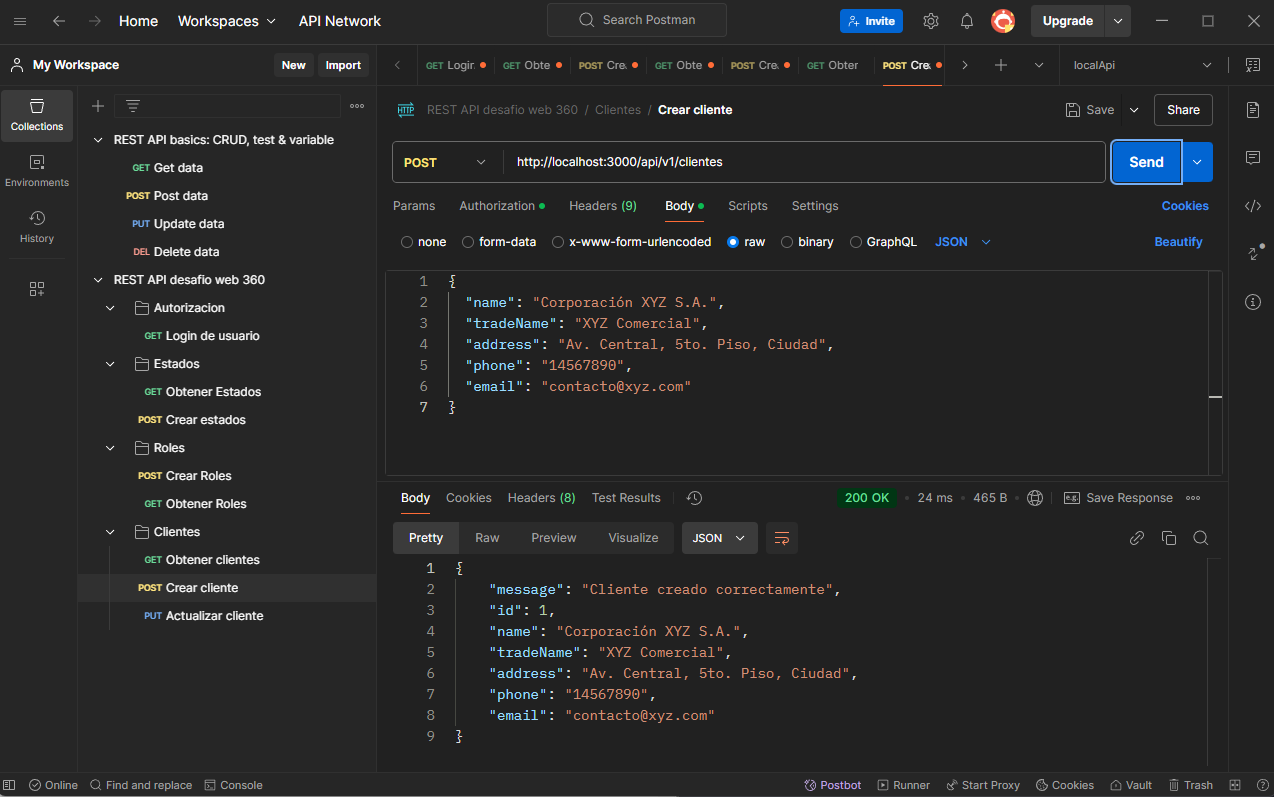 Home Workspaces API Network Search Postman Invite Upgrade
My Workspace New Import
GET Login POST GET Obte POST Cre GET Obte POST Cre GET Obter POST Cre localApi
Collections
Environments
History
REST API basics: CRUD, test & variable
GET Get data
POST Post data
PUT Update data
DEL Delete data
REST API desafio web 360
Autorizacion
GET Login de usuario
Estados
GET Obtener Estados
POST Crear estados
Roles
POST Crear Roles
GET Obtener Roles
Clientes
GET Obtener clientes
POST Crear cliente
PUT Actualizar cliente
HTTP REST API desafio web 360 / Clientes / Crear cliente Save Share
POST http://localhost:3000/api/v1/clientes Send
Params Authorization Headers (9) Body Scripts Settings Cookies
none form-data x-www-form-urlencoded raw binary GraphQL JSON Beautify
1 {
2 "name": "Corporación XYZ S.A.",
3 "tradeName": "XYZ Comercial",
4 "address": "Av. Central, 5to. Piso, Ciudad",
5 "phone": "14567890",
6 "email": "contacto@xyz.com"
7 }
Body Cookies Headers (8) Test Results 200 OK 24 ms 465 B e.g. Save Response
Pretty Raw Preview Visualize JSON
1 {
2 "message": "Cliente creado correctamente",
3 "id": 1,
4 "name": "Corporación XYZ S.A.",
5 "tradeName": "XYZ Comercial",
6 "address": "Av. Central, 5to. Piso, Ciudad",
7 "phone": "14567890",
8 "email": "contacto@xyz.com"
9 }
Online Find and replace Console Postbot Runner Start Proxy Cookies Vault Trash